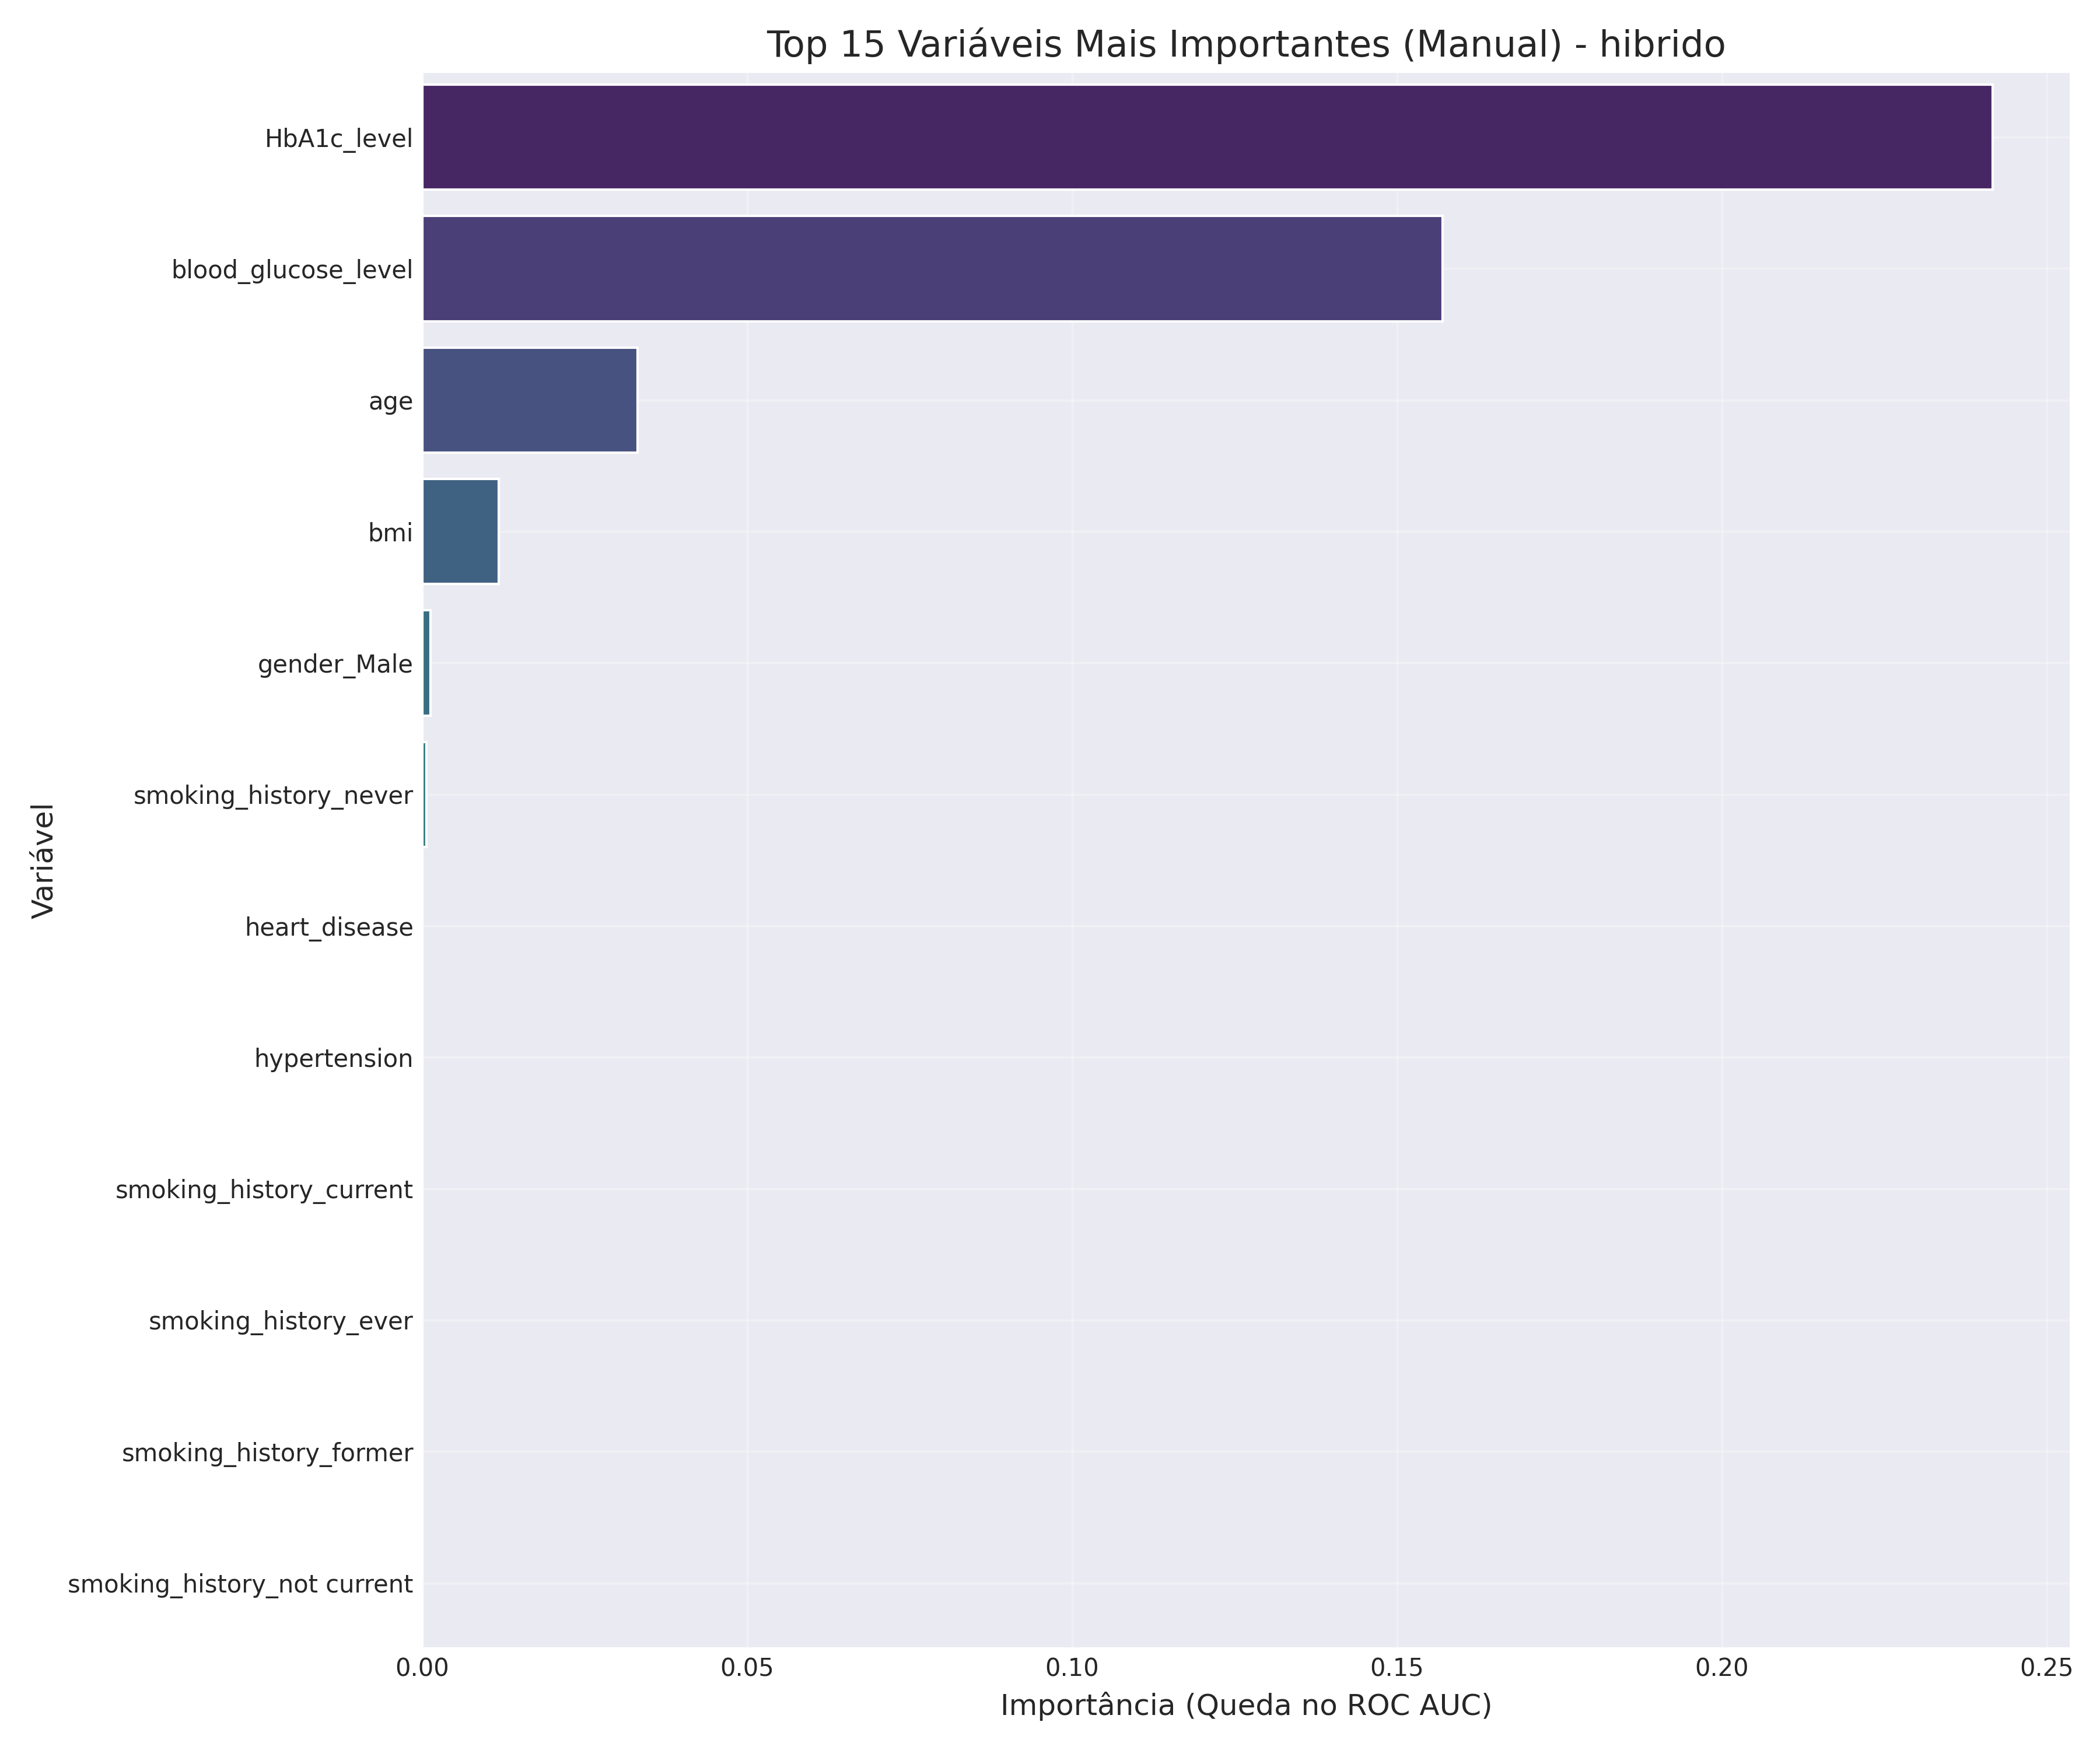 Top 15 Variáveis Mais Importantes (Manual) - hibrido
HbA1c_level
blood_glucose_level
age
bmi
gender_Male
smoking_history_never
heart_disease
hypertension
smoking_history_current
smoking_history_ever
smoking_history_former
smoking_history_not current
Variável
0.00 0.05 0.10 0.15 0.20 0.25
Importância (Queda no ROC AUC)